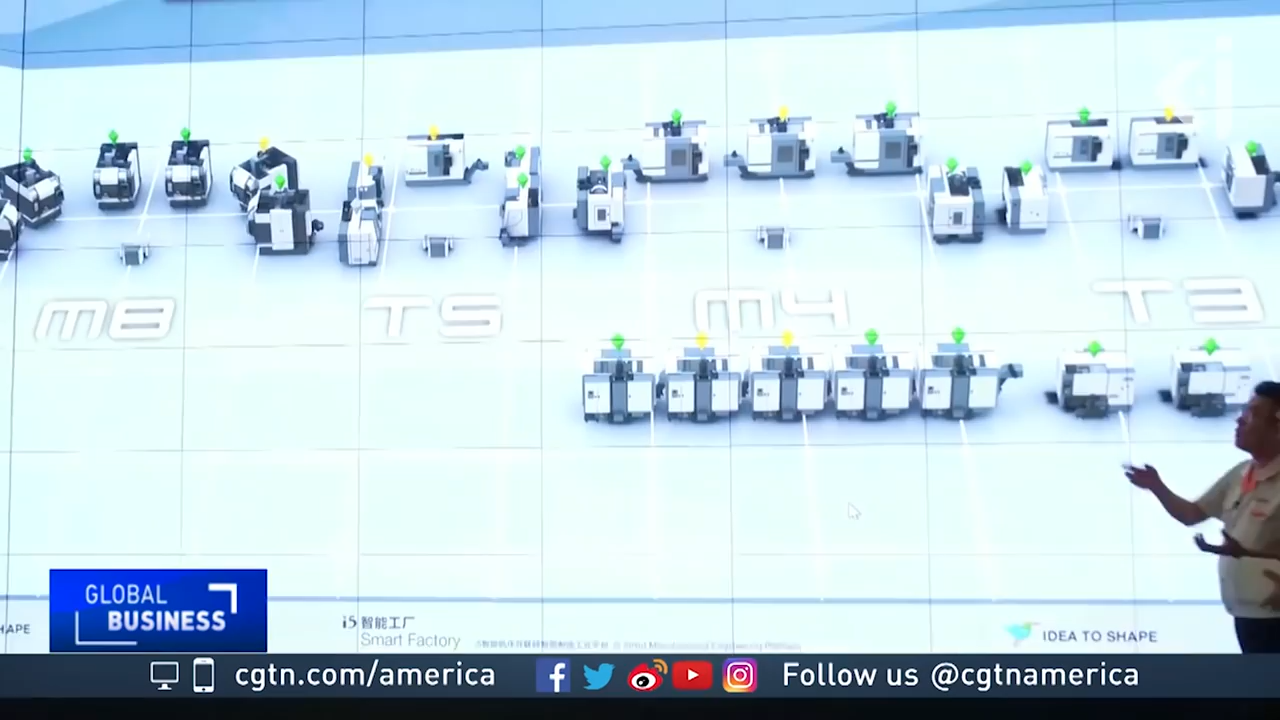 M8
T5
M4
T3
GLOBAL
BUSINESS
HAPE
i5 智能工厂
Smart Factory
IDEA TO SHAPE
cgtn.com/america
Follow us @cgtnamerica